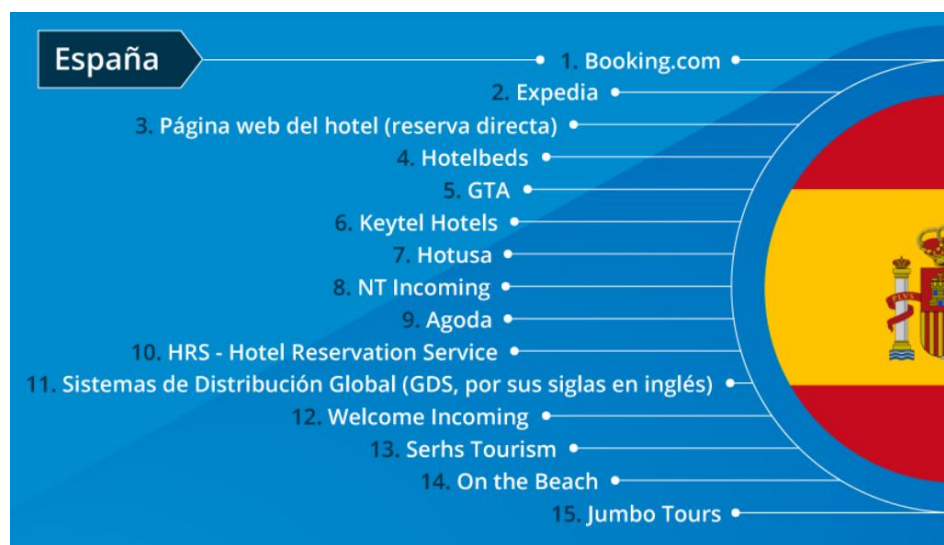 España
1. Booking.com
2. Expedia
3. Página web del hotel (reserva directa)
4. Hotelbeds
5. GTA
6. Keytel Hotels
7. Hotusa
8. NT Incoming
9. Agoda
10. HRS - Hotel Reservation Service
11. Sistemas de Distribución Global (GDS, por sus siglas en inglés)
12. Welcome Incoming
13. Serhs Tourism
14. On the Beach
15. Jumbo Tours
PLVS